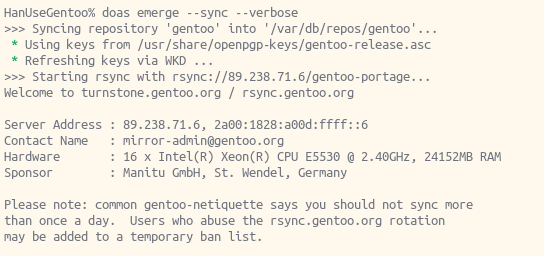 HanUseGentoo% doas emerge --sync --verbose
>>> Syncing repository 'gentoo' into '/var/db/repos/gentoo'...
 * Using keys from /usr/share/openpgp-keys/gentoo-release.asc
 * Refreshing keys via WKD ...
>>> Starting rsync with rsync://89.238.71.6/gentoo-portage...
Welcome to turnstone.gentoo.org / rsync.gentoo.org

Server Address : 89.238.71.6, 2a00:1828:a00d:ffff::6
Contact Name   : mirror-admin@gentoo.org
Hardware       : 16 x Intel(R) Xeon(R) CPU E5530 @ 2.40GHz, 24152MB RAM
Sponsor        : Manitu GmbH, St. Wendel, Germany

Please note: common gentoo-netiquette says you should not sync more
than once a day.  Users who abuse the rsync.gentoo.org rotation
may be added to a temporary ban list.